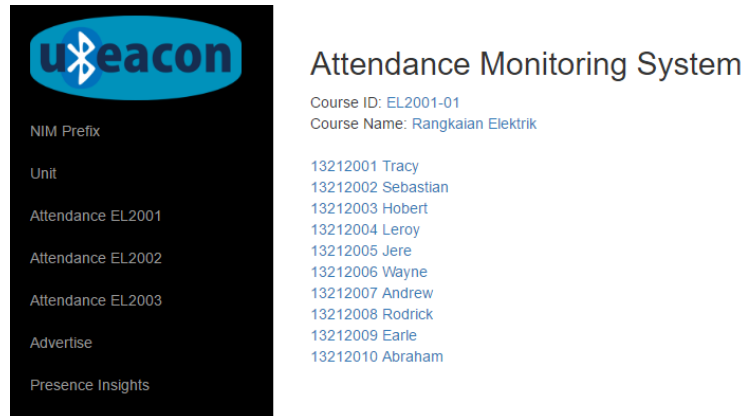 uBeacon
NIM Prefix
Unit
Attendance EL2001
Attendance EL2002
Attendance EL2003
Advertise
Presence Insights
Attendance Monitoring System
Course ID: EL2001-01
Course Name: Rangkaian Elektrik
13212001 Tracy
13212002 Sebastian
13212003 Hobert
13212004 Leroy
13212005 Jere
13212006 Wayne
13212007 Andrew
13212008 Rodrick
13212009 Earle
13212010 Abraham